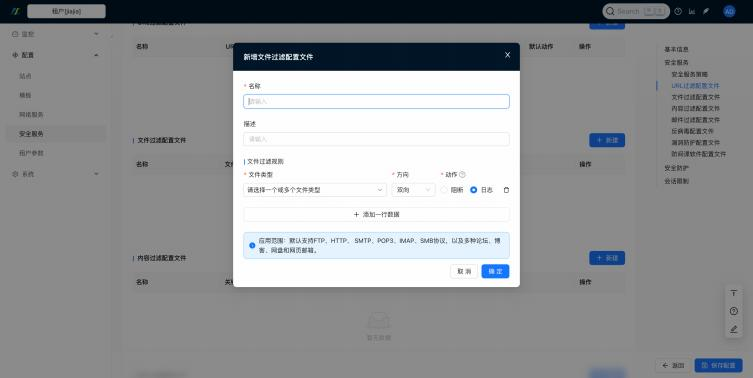 租户[jiajia]
Search
AD
监控
配置
站点
模板
网络服务
安全服务
租户参数
系统
名称
默认动作
操作
文件过滤配置文件
新建
名称
操作
内容过滤配置文件
新建
名称
操作
暂无数据
基本信息
安全服务
安全服务策略
URL过滤配置文件
文件过滤配置文件
内容过滤配置文件
邮件过滤配置文件
反病毒配置文件
漏洞防护配置文件
防间谍软件配置文件
安全防护
会话限制
返回
保存配置
新增文件过滤配置文件
* 名称
请输入
描述
请输入
文件过滤规则
* 文件类型
* 方向
* 动作
请选择一个或多个文件类型
双向
阻断
日志
+ 添加一行数据
应用范围：默认支持FTP、HTTP、SMTP、POP3、IMAP、SMB协议，以及多种论坛、博
客、网盘和网页邮箱。
取 消
确 定